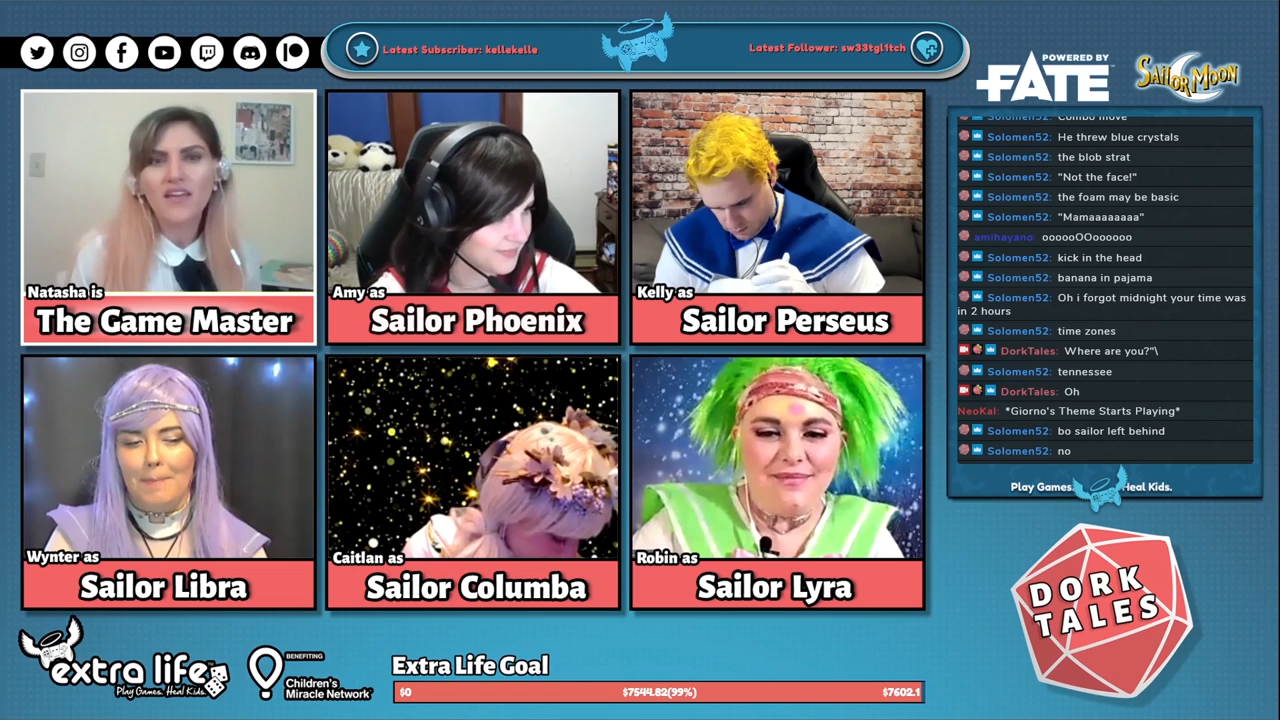 Latest Subscriber: kellekelle
Latest Follower: sw33tgl1tch
POWERED BY
FATE
SAILOR MOON
Natasha is
The Game Master
Amy as
Sailor Phoenix
Kelly as
Sailor Perseus
Wynter as
Sailor Libra
Caitlan as
Sailor Columba
Robin as
Sailor Lyra
Solomen52: Combo move
Solomen52: He threw blue crystals
Solomen52: the blob strat
Solomen52: "Not the face!"
Solomen52: the foam may be basic
Solomen52: "Mamaaaaaaaa"
amihayano: oooooOOoooooo
Solomen52: kick in the head
Solomen52: banana in pajama
Solomen52: Oh i forgot midnight your time was
in 2 hours
Solomen52: time zones
DorkTales: Where are you?"\
Solomen52: tennessee
DorkTales: Oh
NeoKai: *Giorno's Theme Starts Playing*
Solomen52: bo sailor left behind
Solomen52: no
Play Games. Heal Kids.
DORK
TALES
extra life
Play Games. Heal Kids.
BENEFITING
Children's
Miracle Network
Extra Life Goal
$0 $7544.82(99%) $7602.1